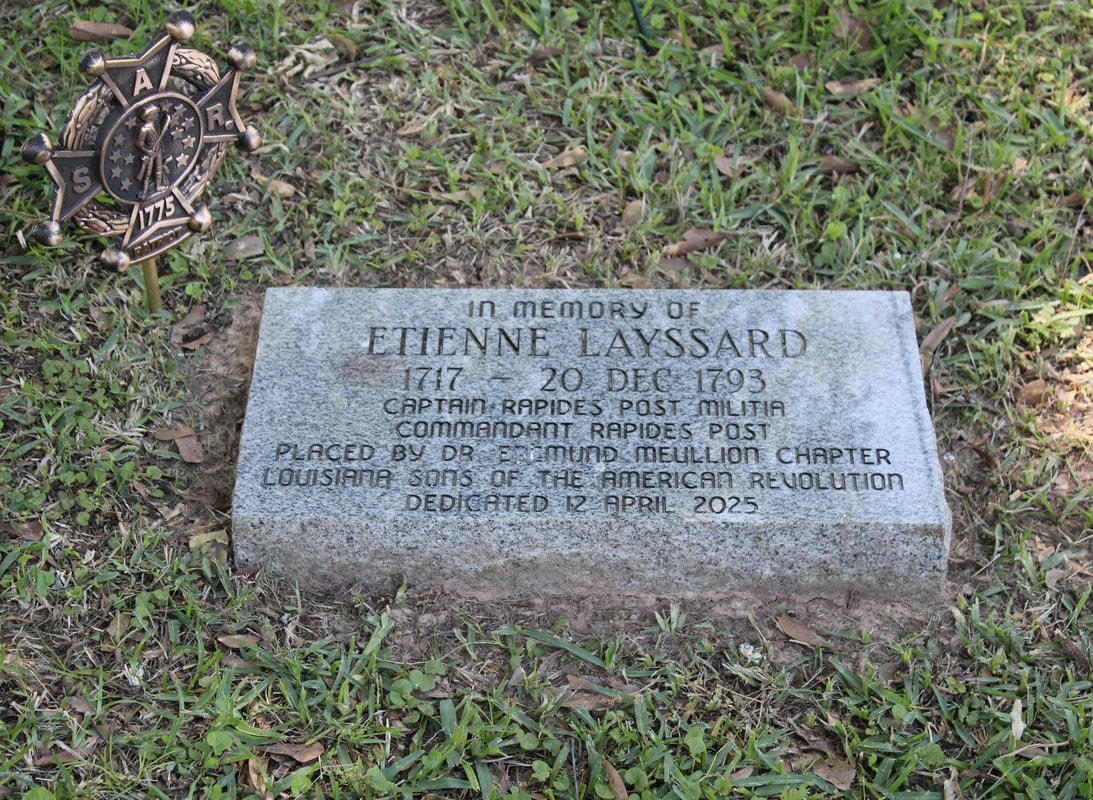 S A R.
1775
PATRIOT
IN MEMORY OF
ETIENNE LAYSSARD
1717 – 20 DEC 1793
CAPTAIN RAPIDES POST MILITIA
COMMANDANT RAPIDES POST
PLACED BY DR MEULLION CHAPTER
LOUISIANA SONS OF THE AMERICAN REVOLUTION
DEDICATED 12 APRIL 2025